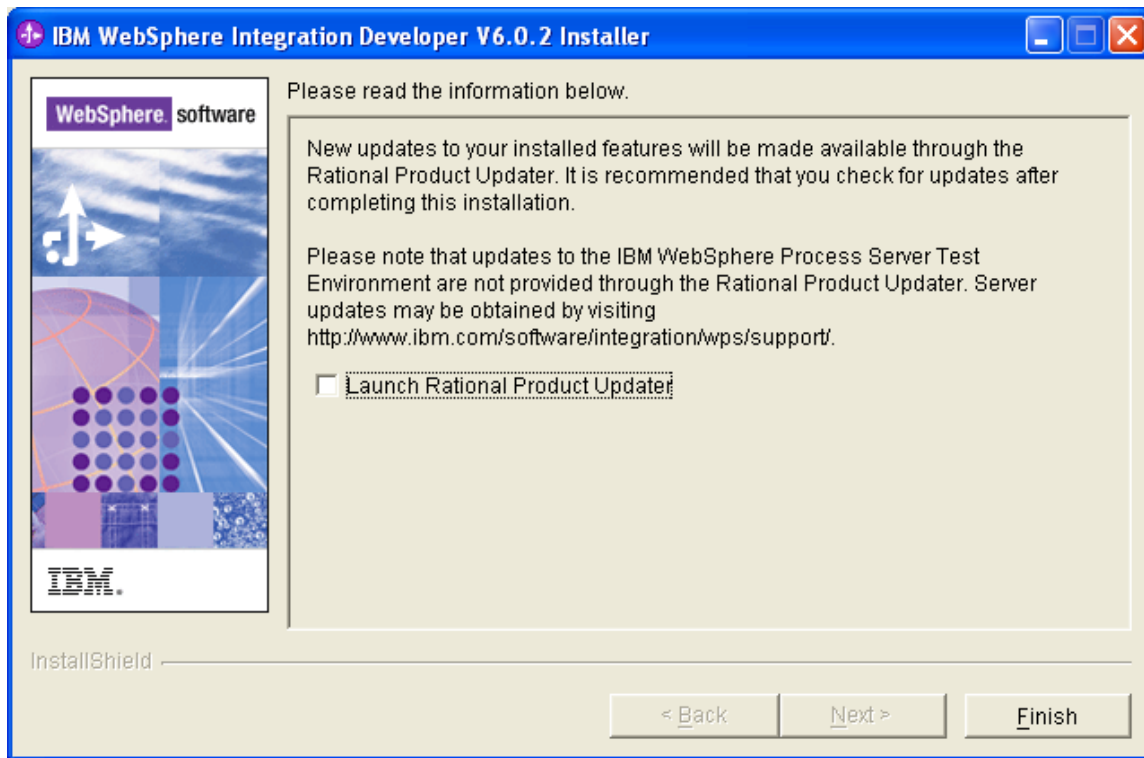 IBM WebSphere Integration Developer V6.0.2 Installer
WebSphere. software
Please read the information below.
New updates to your installed features will be made available through the
Rational Product Updater. It is recommended that you check for updates after
completing this installation.
Please note that updates to the IBM WebSphere Process Server Test
Environment are not provided through the Rational Product Updater. Server
updates may be obtained by visiting
http://www.ibm.com/software/integration/wps/support/.
Launch Rational Product Updater
IBM.
InstallShield
< Back
Next >
Finish